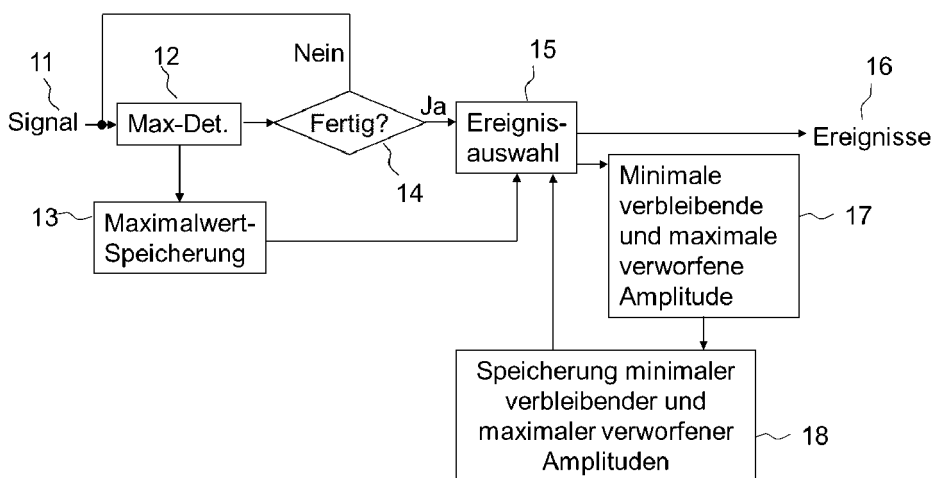 11
12
Nein
15
16
Signal
Max-Det.
Fertig?
Ja
Ereignis-
auswahl
Ereignisse
14
13
Maximalwert-
Speicherung
Minimale
verbleibende
und maximale
verworfene
Amplitude
17
Speicherung minimaler
verbleibender und
maximaler verworfener
Amplituden
18